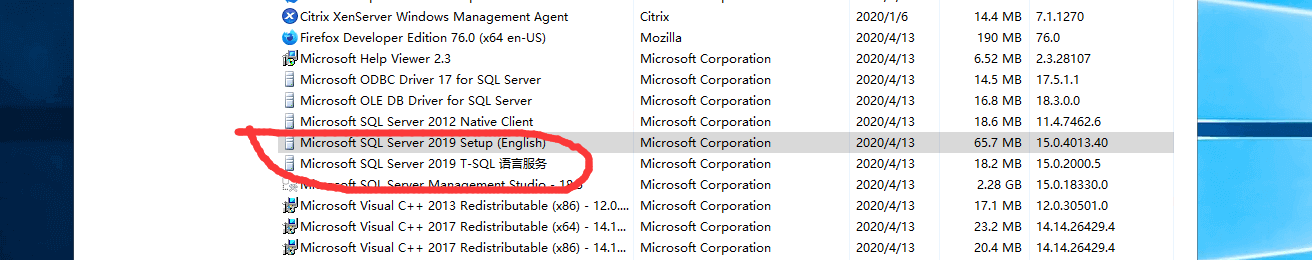 Citrix XenServer Windows Management Agent Citrix 2020/1/6 14.4 MB 7.1.1270
Firefox Developer Edition 76.0 (x64 en-US) Mozilla 2020/4/13 190 MB 76.0
Microsoft Help Viewer 2.3 Microsoft Corporation 2020/4/13 6.52 MB 2.3.28107
Microsoft ODBC Driver 17 for SQL Server Microsoft Corporation 2020/4/13 14.5 MB 17.5.1.1
Microsoft OLE DB Driver for SQL Server Microsoft Corporation 2020/4/13 16.8 MB 18.3.0.0
Microsoft SQL Server 2012 Native Client Microsoft Corporation 2020/4/13 18.6 MB 11.4.7462.6
Microsoft SQL Server 2019 Setup (English) Microsoft Corporation 2020/4/13 65.7 MB 15.0.4013.40
Microsoft SQL Server 2019 T-SQL 语言服务 Microsoft Corporation 2020/4/13 18.2 MB 15.0.2000.5
Microsoft SQL Server Management Studio - Microsoft Corporation 2020/4/13 2.28 GB 15.0.18330.0
Microsoft Visual C++ 2013 Redistributable (x86) - 12.0.... Microsoft Corporation 2020/4/13 17.1 MB 12.0.30501.0
Microsoft Visual C++ 2017 Redistributable (x64) - 14.1... Microsoft Corporation 2020/4/13 23.2 MB 14.14.26429.4
Microsoft Visual C++ 2017 Redistributable (x86) - 14.1... Microsoft Corporation 2020/4/13 20.4 MB 14.14.26429.4